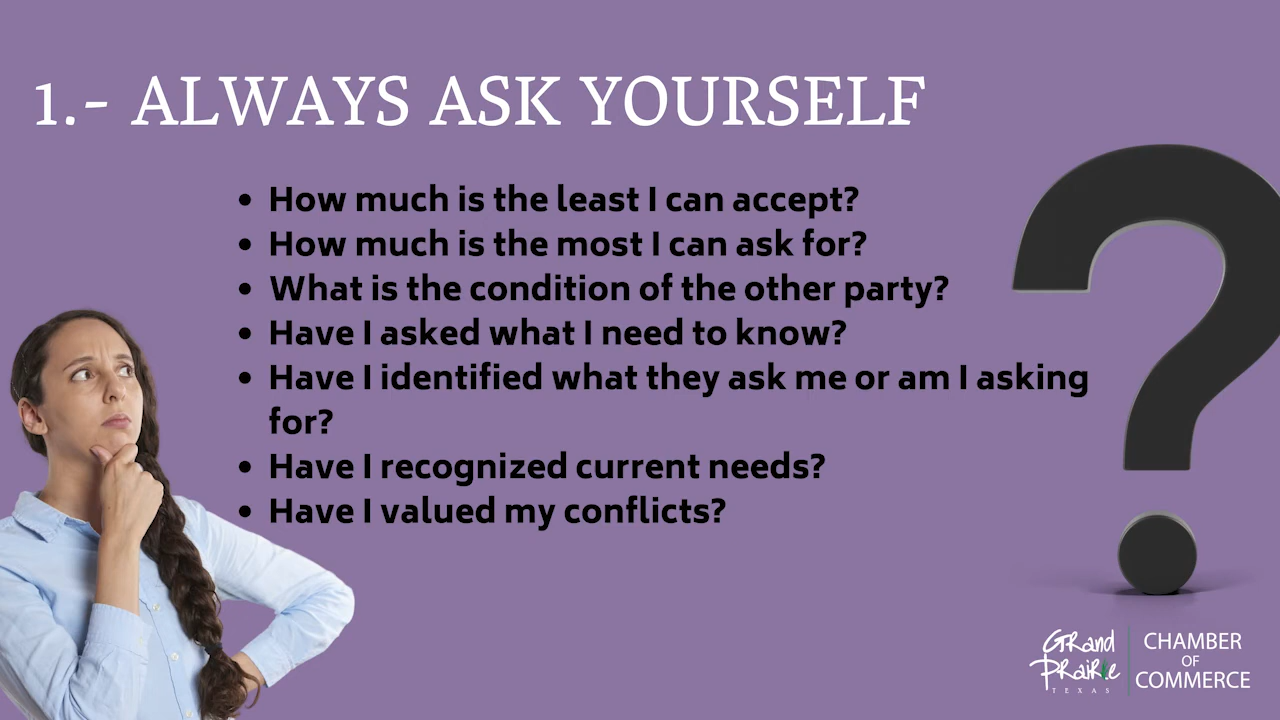 1.- ALWAYS ASK YOURSELF
• How much is the least I can accept?
• How much is the most I can ask for?
• What is the condition of the other party?
• Have I asked what I need to know?
• Have I identified what they ask me or am I asking
for?
• Have I recognized current needs?
• Have I valued my conflicts?
Grand
Prairie
TEXAS
CHAMBER
OF
COMMERCE